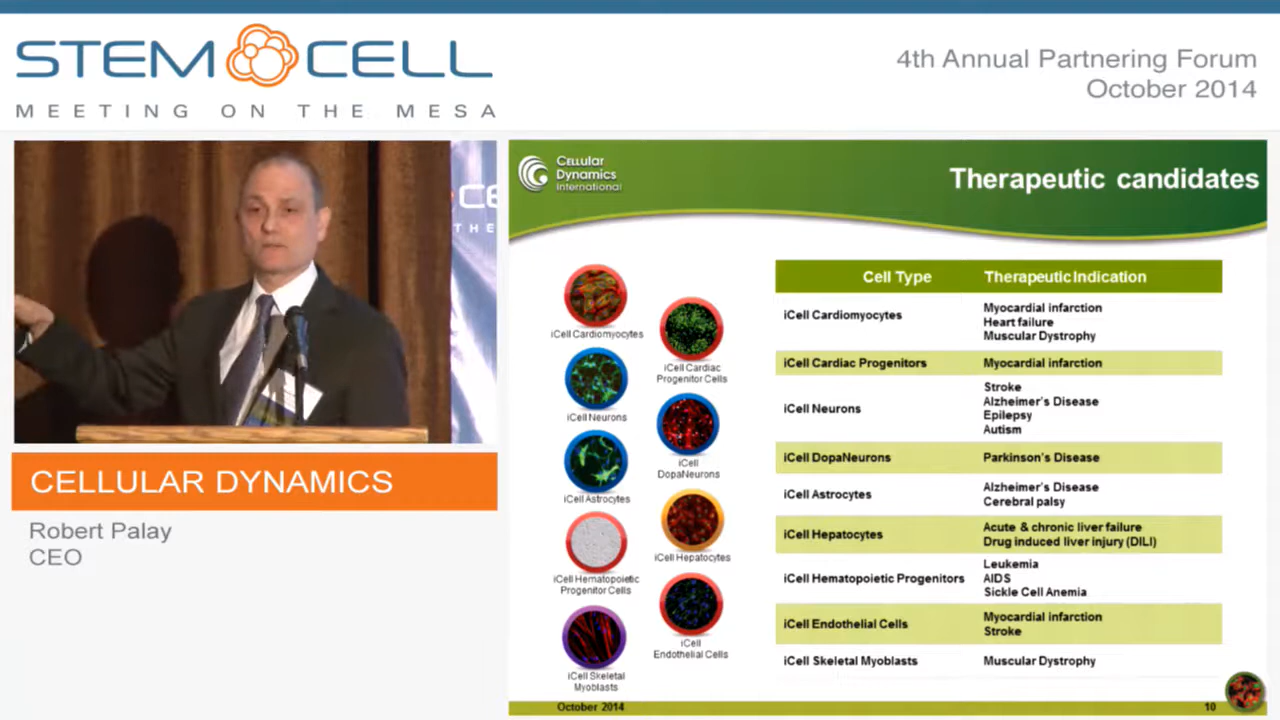 STEM CELL
MEETING ON THE MESA
4th Annual Partnering Forum
October 2014
CE
THE
CELLULAR DYNAMICS
Robert Palay
CEO
Cellular
Dynamics
International
Therapeutic candidates
iCell Cardiomyocytes
iCell Cardiac
Progenitor Cells
iCell Neurons
iCell
DopaNeurons
iCell Astrocytes
iCell Hepatocytes
iCell Hematopoietic
Progenitor Cells
iCell
Endothelial Cells
iCell Skeletal
Myoblasts
Cell Type Therapeutic Indication
iCell Cardiomyocytes Myocardial infarction
Heart failure
Muscular Dystrophy
iCell Cardiac Progenitors Myocardial infarction
iCell Neurons Stroke
Alzheimer's Disease
Epilepsy
Autism
iCell DopaNeurons Parkinson's Disease
iCell Astrocytes Alzheimer's Disease
Cerebral palsy
iCell Hepatocytes Acute & chronic liver failure
Drug induced liver injury (DILI)
iCell Hematopoietic Progenitors Leukemia
AIDS
Sickle Cell Anemia
iCell Endothelial Cells Myocardial infarction
Stroke
iCell Skeletal Myoblasts Muscular Dystrophy
October 2014
10